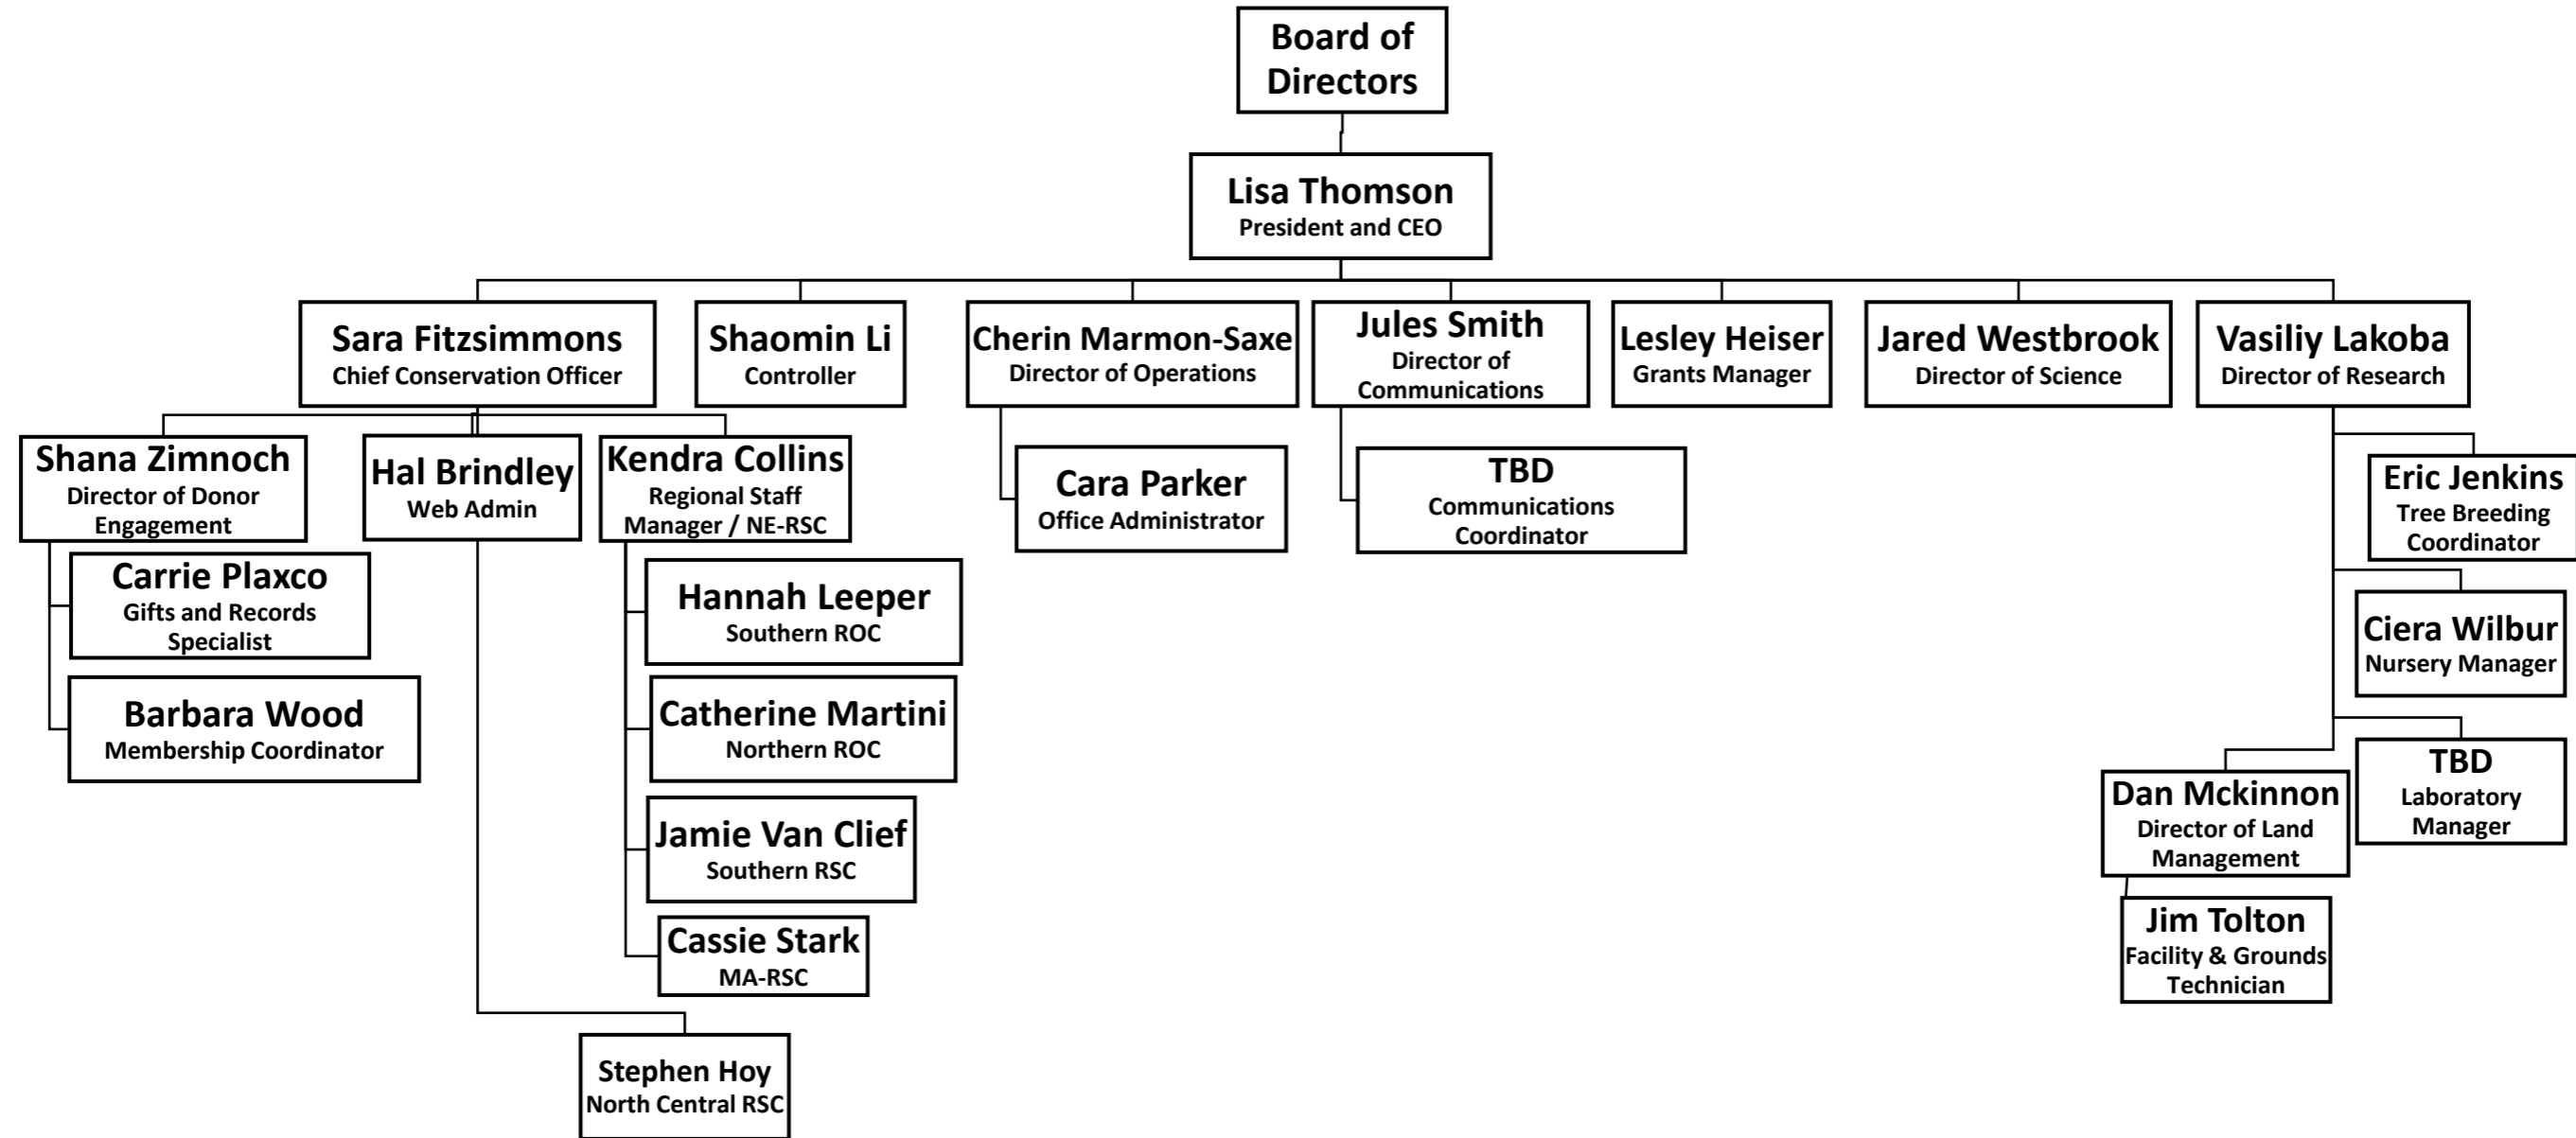 Board of
Directors
Lisa Thomson
President and CEO
Sara Fitzsimmons
Chief Conservation Officer
Shaomin Li
Controller
Cherin Marmon-Saxe
Director of Operations
Jules Smith
Director of
Communications
Lesley Heiser
Grants Manager
Jared Westbrook
Director of Science
Vasiliy Lakoba
Director of Research
Shana Zimnoch
Director of Donor
Engagement
Hal Brindley
Web Admin
Kendra Collins
Regional Staff
Manager / NE-RSC
Cara Parker
Office Administrator
TBD
Communications
Coordinator
Eric Jenkins
Tree Breeding
Coordinator
Carrie Plaxco
Gifts and Records
Specialist
Hannah Leeper
Southern ROC
Ciera Wilbur
Nursery Manager
Barbara Wood
Membership Coordinator
Catherine Martini
Northern ROC
TBD
Laboratory
Manager
Dan Mckinnon
Director of Land
Management
Jamie Van Clief
Southern RSC
Jim Tolton
Facility & Grounds
Technician
Cassie Stark
MA-RSC
Stephen Hoy
North Central RSC